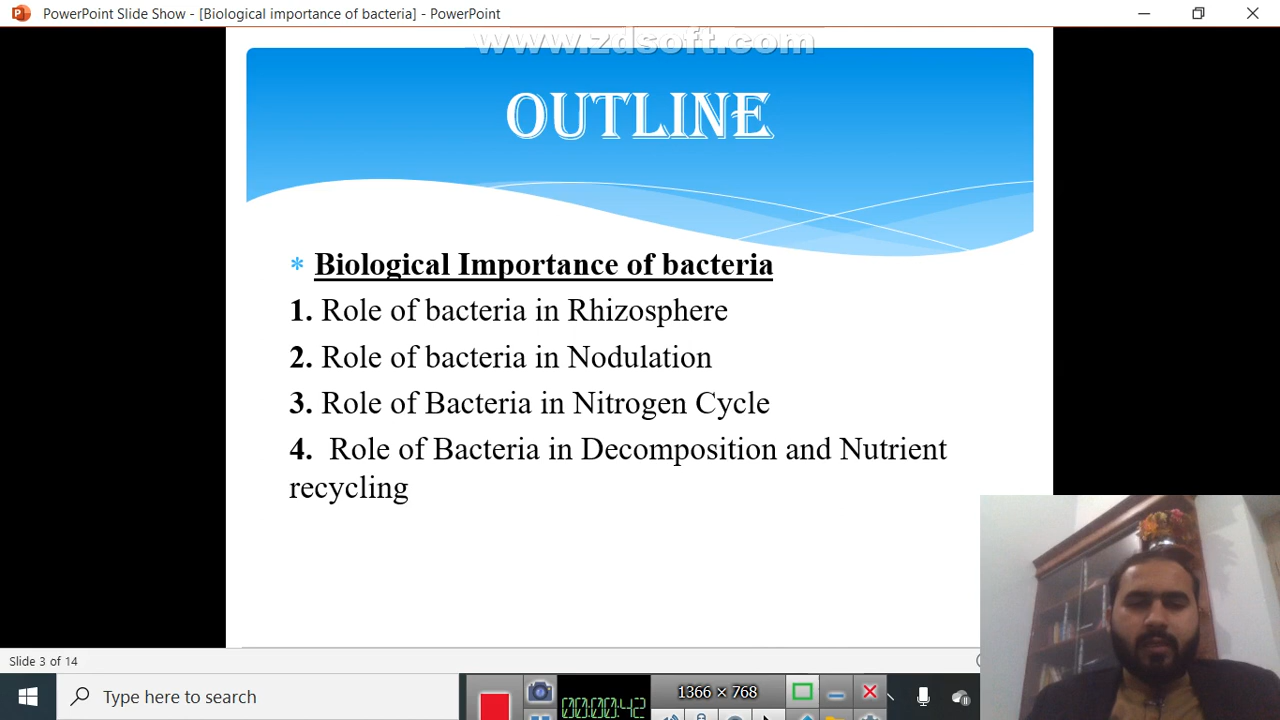 PowerPoint Slide Show - [Biological importance of bacteria] - PowerPoint
www.zdsoft.com
OUTLINE
Biological Importance of bacteria
1. Role of bacteria in Rhizosphere
2. Role of bacteria in Nodulation
3. Role of Bacteria in Nitrogen Cycle
4. Role of Bacteria in Decomposition and Nutrient
recycling
Slide 3 of 14
Type here to search
1366 × 768